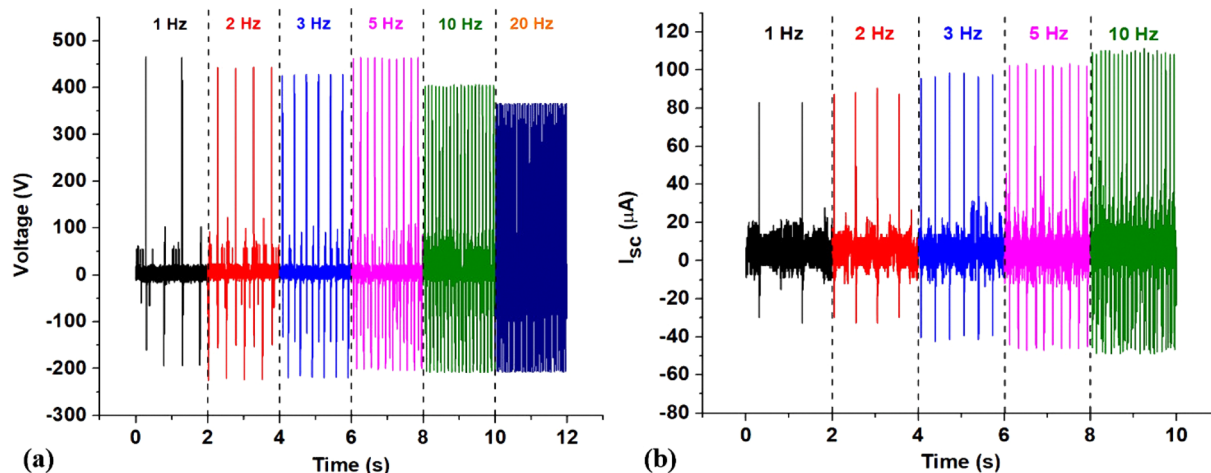 1 Hz 2 Hz 3 Hz 5 Hz 10 Hz 20 Hz
500
400
300
200
100
0
-100
-200
-300
Voltage (V)
0 2 4 6 8 10 12
Time (s)
(a)
1 Hz 2 Hz 3 Hz 5 Hz 10 Hz
120
100
80
60
40
20
0
-20
-40
-60
-80
Isc (μA)
0 2 4 6 8 10
Time (s)
(b)